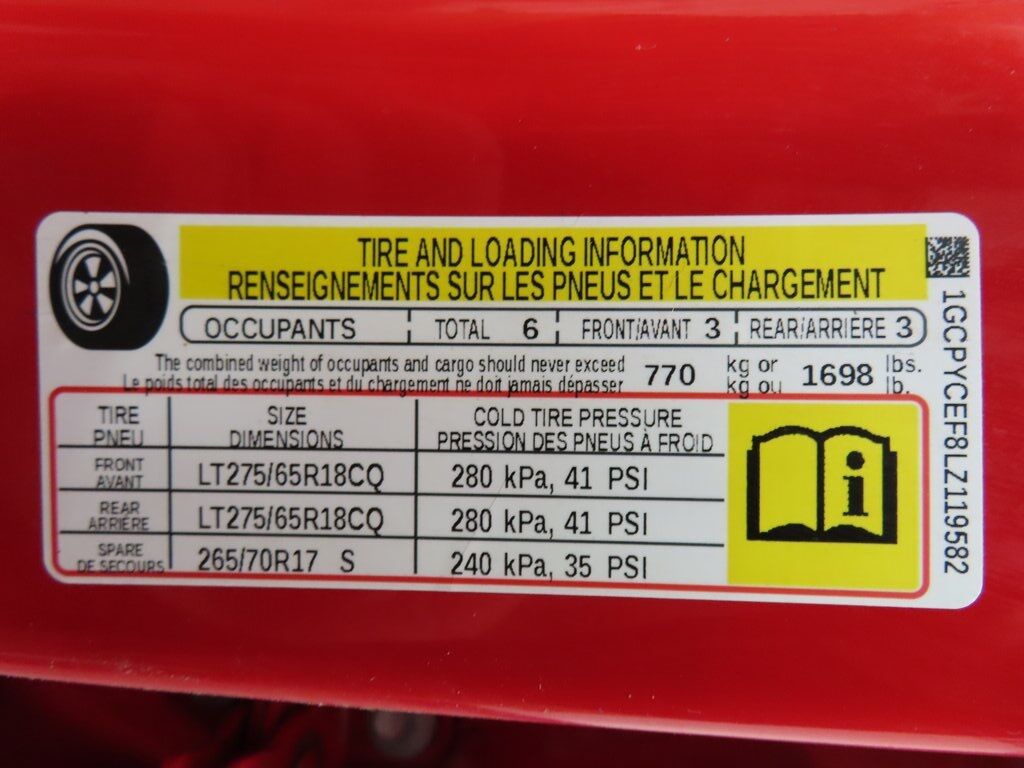 TIRE AND LOADING INFORMATION
RENSEIGNEMENTS SUR LES PNEUS ET LE CHARGEMENT
OCCUPANTS TOTAL 6 FRONT/AVANT 3 REAR/ARRIÈRE 3
The combined weight of occupants and cargo should never exceed 770 kg or 1698 lbs.
Le poids total des occupants et du chargement ne doit jamais dépasser kg ou lb.
TIRE SIZE COLD TIRE PRESSURE
PNEU DIMENSIONS PRESSION DES PNEUS À FROID
FRONT
AVANT LT275/65R18CQ 280 kPa, 41 PSI
REAR
ARRIÈRE LT275/65R18CQ 280 kPa, 41 PSI
SPARE
DE SECOURS 265/70R17 S 240 kPa, 35 PSI
i
1GCPYCEF8LZ119582